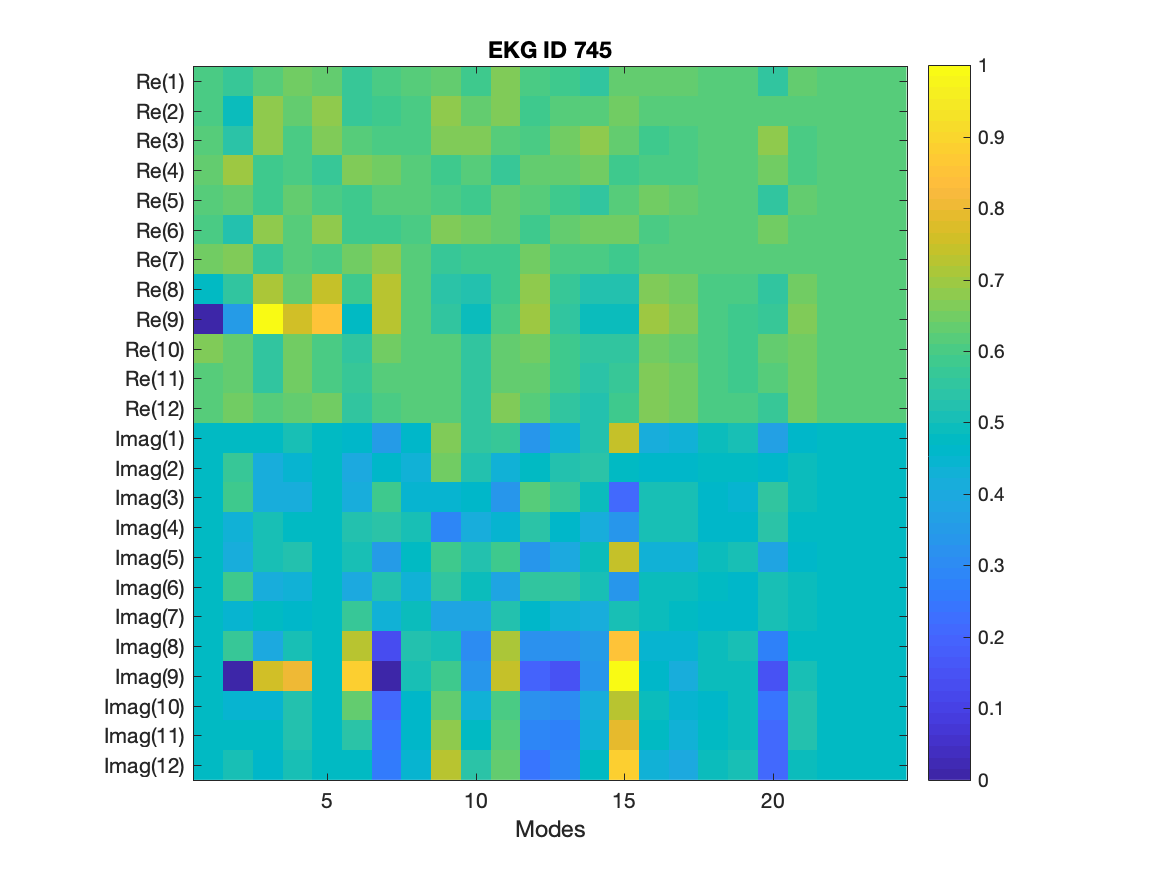 EKG ID 745
Re(1)
Re(2)
Re(3)
Re(4)
Re(5)
Re(6)
Re(7)
Re(8)
Re(9)
Re(10)
Re(11)
Re(12)
Imag(1)
Imag(2)
Imag(3)
Imag(4)
Imag(5)
Imag(6)
Imag(7)
Imag(8)
Imag(9)
Imag(10)
Imag(11)
Imag(12)
5 10 15 20
Modes
1
0.9
0.8
0.7
0.6
0.5
0.4
0.3
0.2
0.1
0